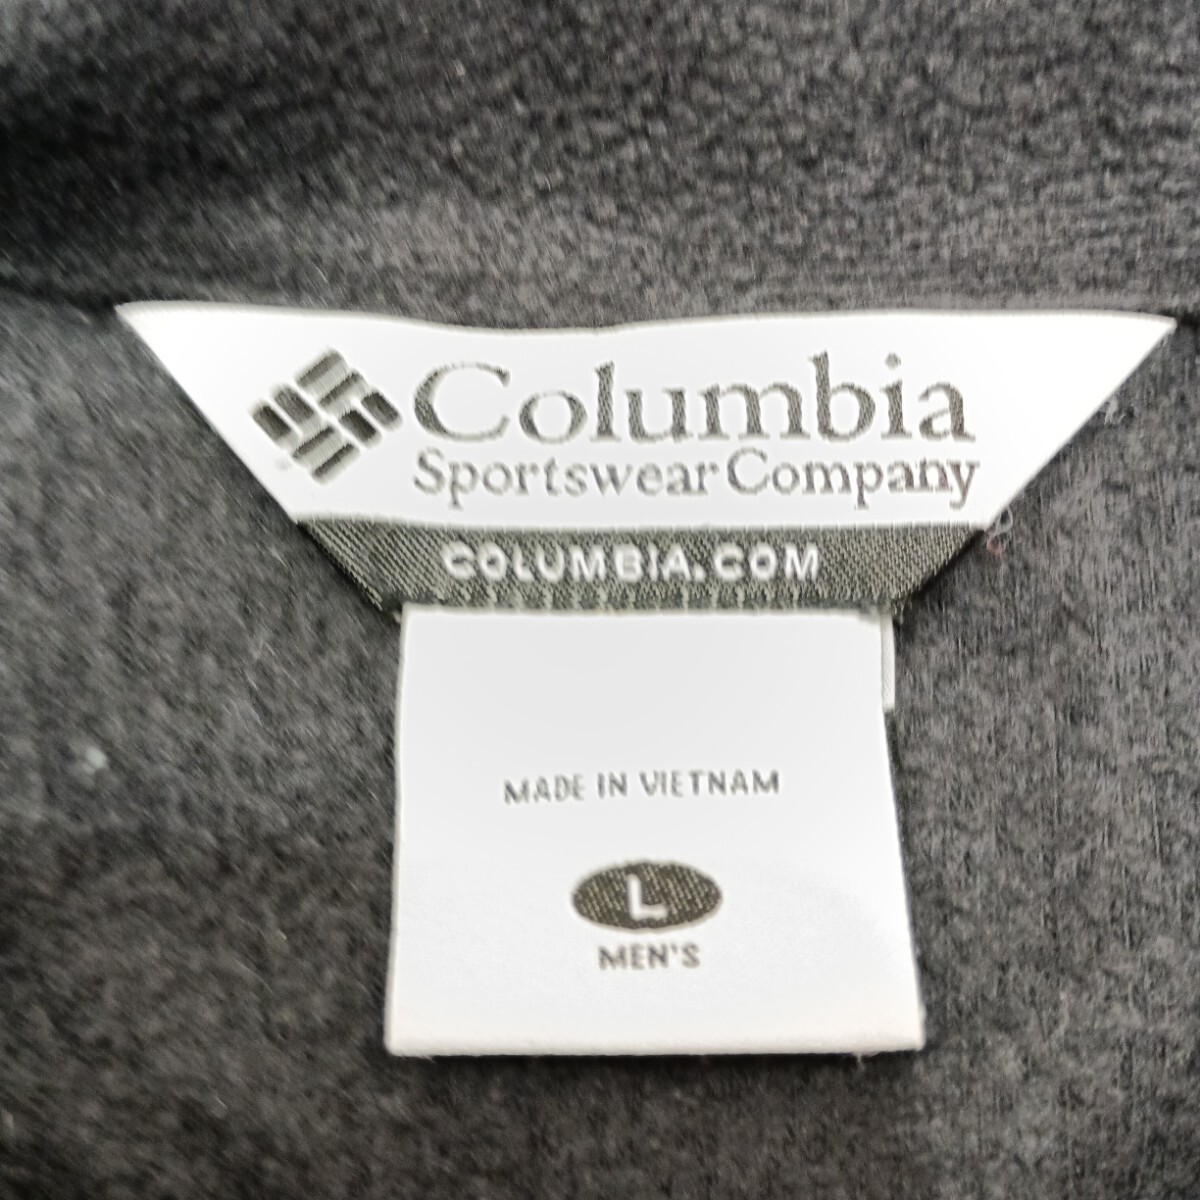 Columbia
Sportswear Company
COLUMBIA.COM
MADE IN VIETNAM
L
MEN'S